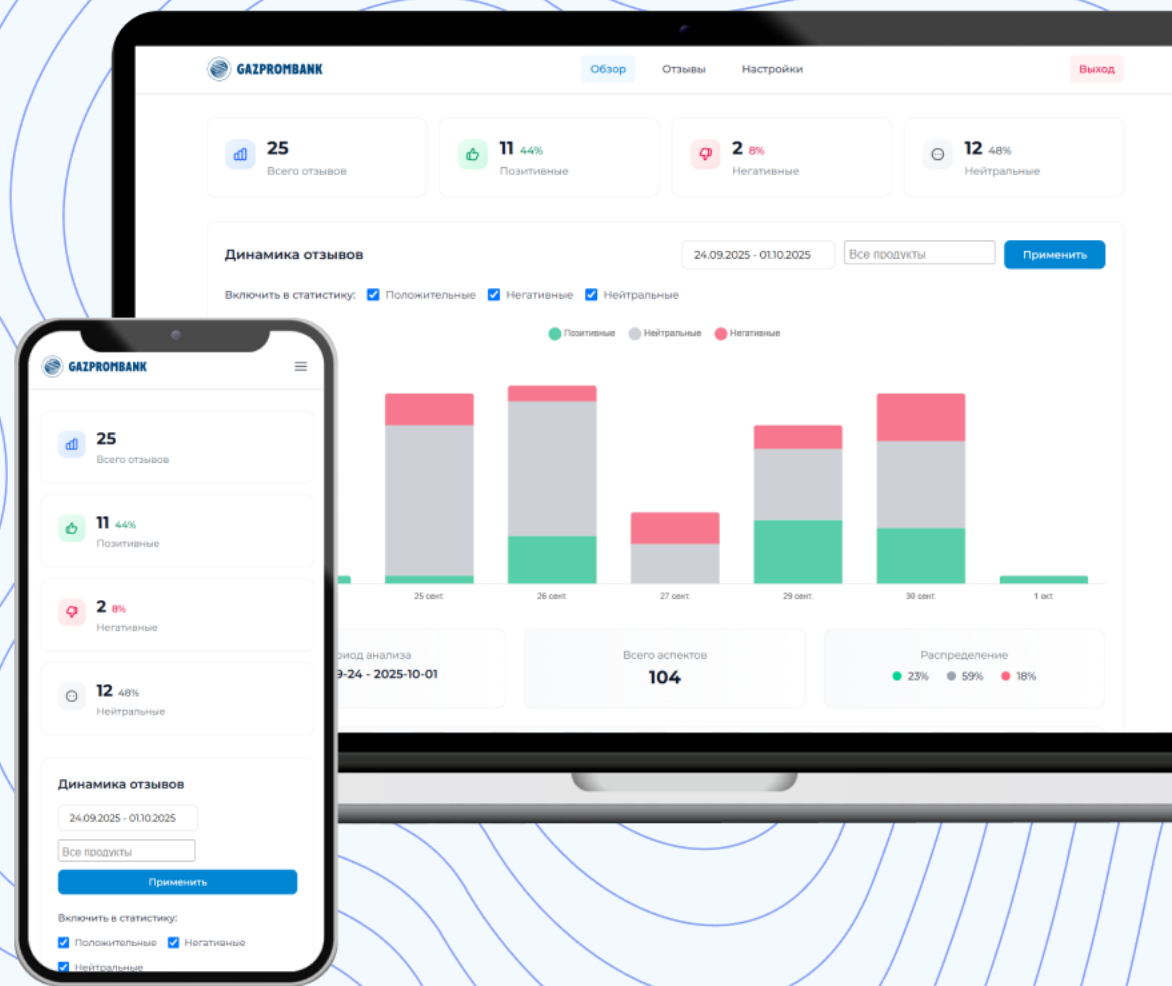 GAZPROMBANK
Обзор
Отзывы
Настройки
Выход
25
Всего отзывов
11 44%
Позитивные
2 8%
Негативные
12 48%
Нейтральные
Динамика отзывов
24.09.2025 - 01.10.2025
Все продукты
Применить
Включить в статистику:
Положительные
Негативные
Нейтральные
Позитивные
Нейтральные
Негативные
25 сент.
26 сент.
27 сент.
29 сент.
30 сент.
1 окт.
анализа
- 2025-10-01
Всего аспектов
104
Распределение
23%
59%
18%
GAZPROMBANK
25
Всего отзывов
11 44%
Позитивные
2 8%
Негативные
12 48%
Нейтральные
Динамика отзывов
24.09.2025 - 01.10.2025
Все продукты
Применить
Включить в статистику:
Положительные
Негативные
Нейтральные